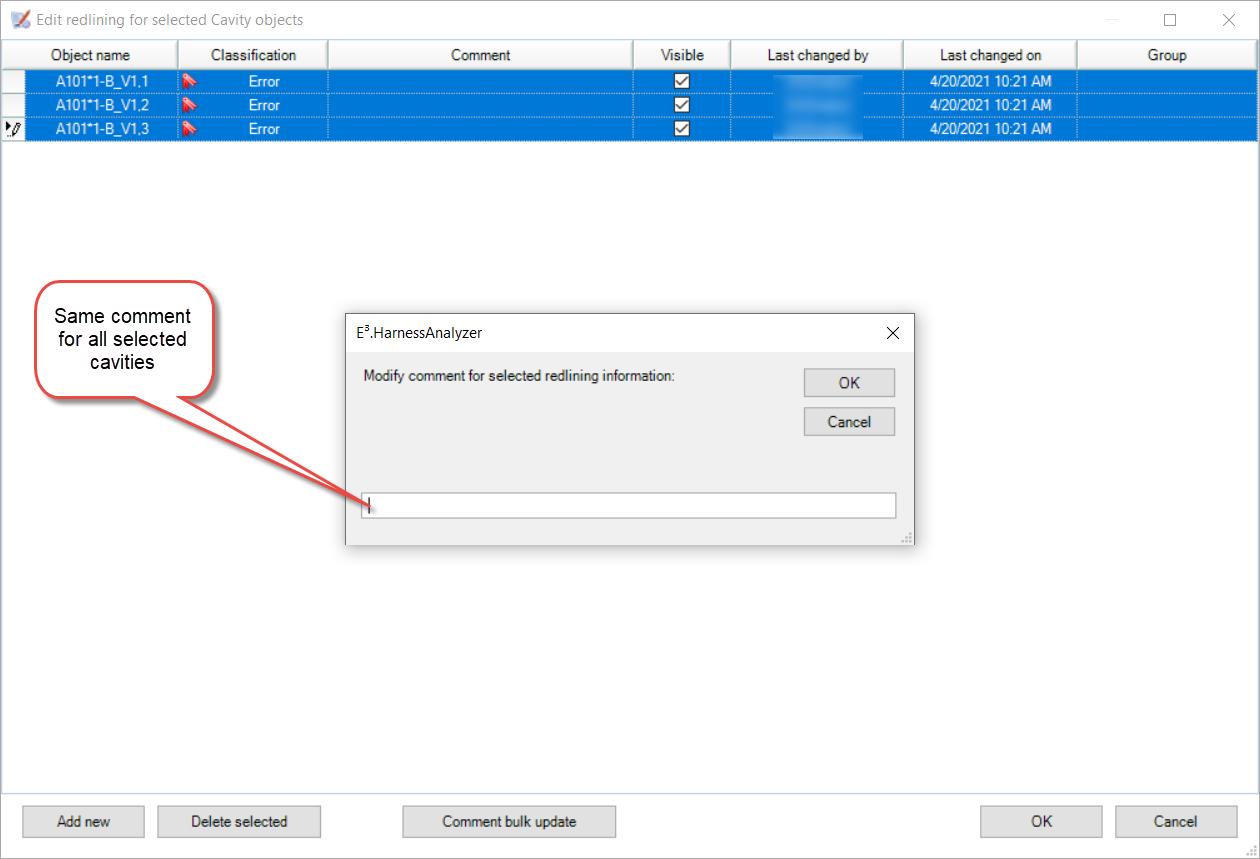 Edit redlining for selected Cavity objects
Object name Classification Comment Visible Last changed by Last changed on Group
A101*1-B_V1,1 Error 4/20/2021 10:21 AM
A101*1-B_V1,2 Error 4/20/2021 10:21 AM
A101*1-B_V1,3 Error 4/20/2021 10:21 AM
Same comment
for all selected
cavities
E³.HarnessAnalyzer
Modify comment for selected redlining information:
OK
Cancel
Add new Delete selected Comment bulk update OK Cancel